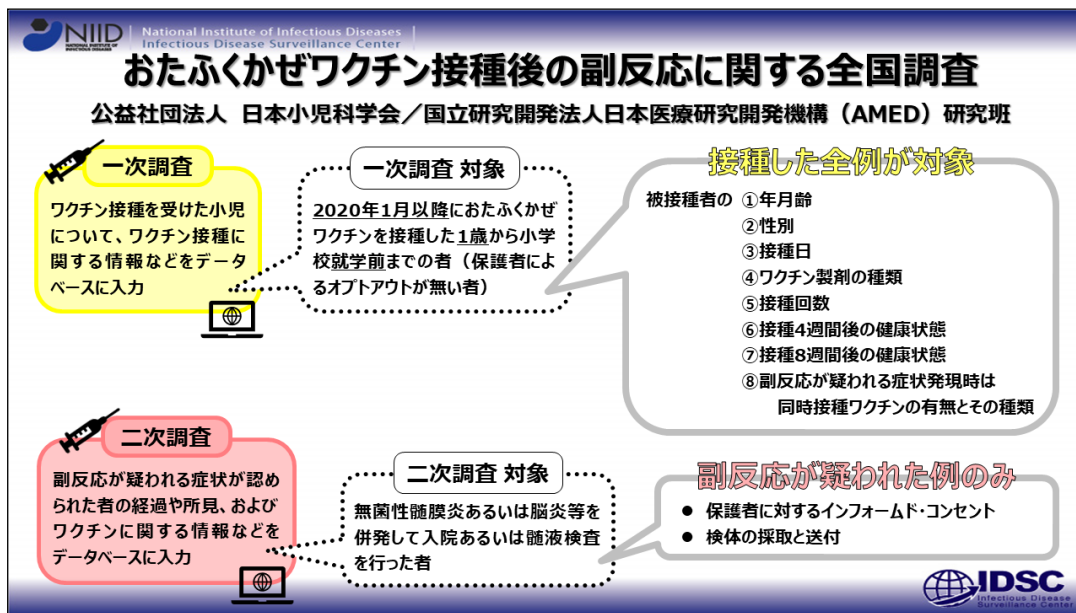 NIID
NATIONAL INSTITUTE OF
INFECTIOUS DISEASES
National Institute of Infectious Diseases
Infectious Disease Surveillance Center
おたふくかぜワクチン接種後の副反応に関する全国調査
公益社団法人 日本小児科学会／国立研究開発法人日本医療研究開発機構（AMED）研究班
一次調査
ワクチン接種を受けた小児
について、ワクチン接種に
関する情報などをデータ
ベースに入力
一次調査 対象
2020年1月以降におたふくかぜ
ワクチンを接種した1歳から小学
校就学前までの者（保護者によ
るオプトアウトが無い者）
接種した全例が対象
被接種者の ①年月齢
②性別
③接種日
④ワクチン製剤の種類
⑤接種回数
⑥接種4週間後の健康状態
⑦接種8週間後の健康状態
⑧副反応が疑われる症状発現時は
同時接種ワクチンの有無とその種類
二次調査
副反応が疑われる症状が認め
られた者の経過や所見、および
ワクチンに関する情報などを
データベースに入力
二次調査 対象
無菌性髄膜炎あるいは脳炎等を
併発して入院あるいは髄液検査
を行った者
副反応が疑われた例のみ
● 保護者に対するインフォームド・コンセント
● 検体の採取と送付
IDSC
Infectious Disease
Surveillance Center